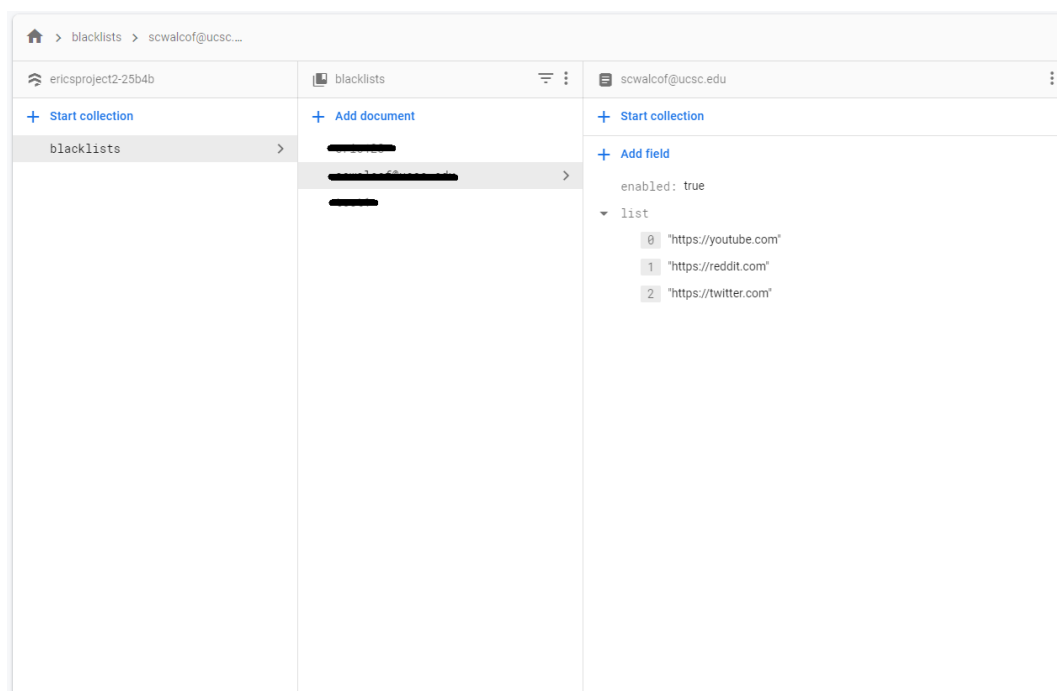 blacklists scwalcof@ucsc....
ericsproject2-25b4b
Start collection
blacklists
blacklists
Add document
scwalcof@ucsc.edu
Start collection
Add field
enabled: true
list
0 "https://youtube.com"
1 "https://reddit.com"
2 "https://twitter.com"